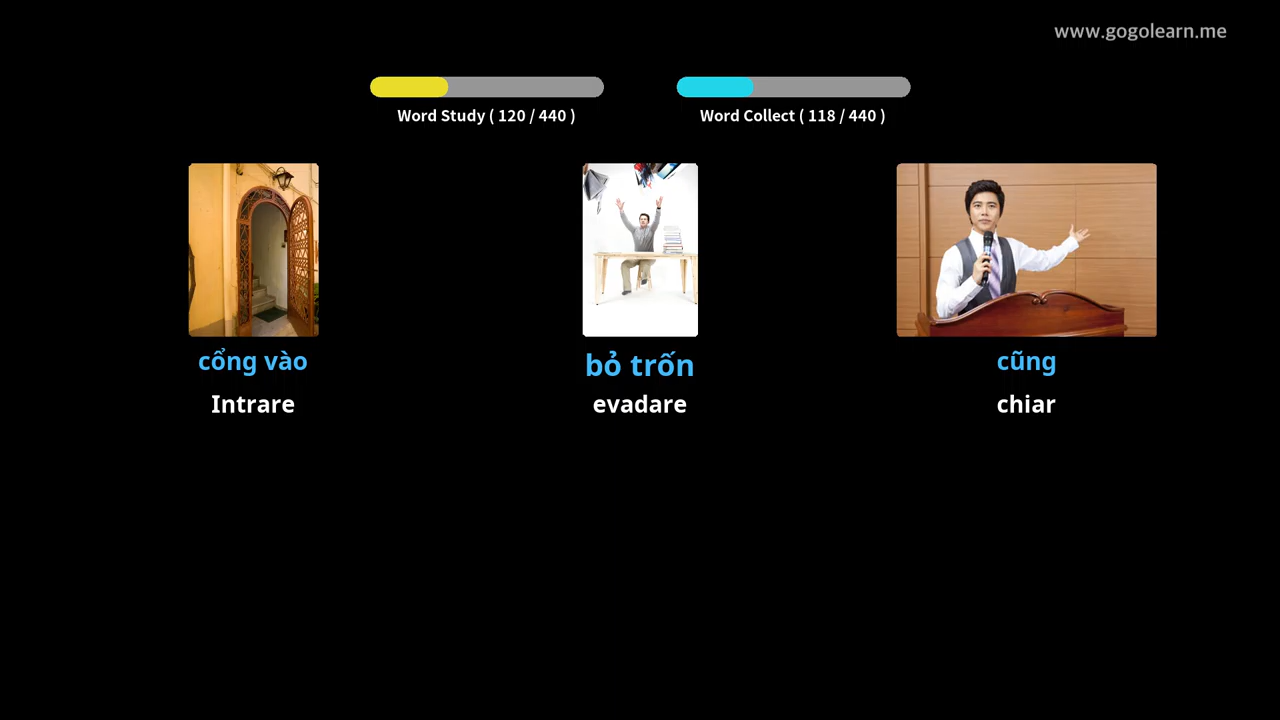 www.gogolearn.me
Word Study ( 120 / 440 )
Word Collect ( 118 / 440 )
cổng vào
bỏ trốn
cũng
Intrare
evadare
chiar